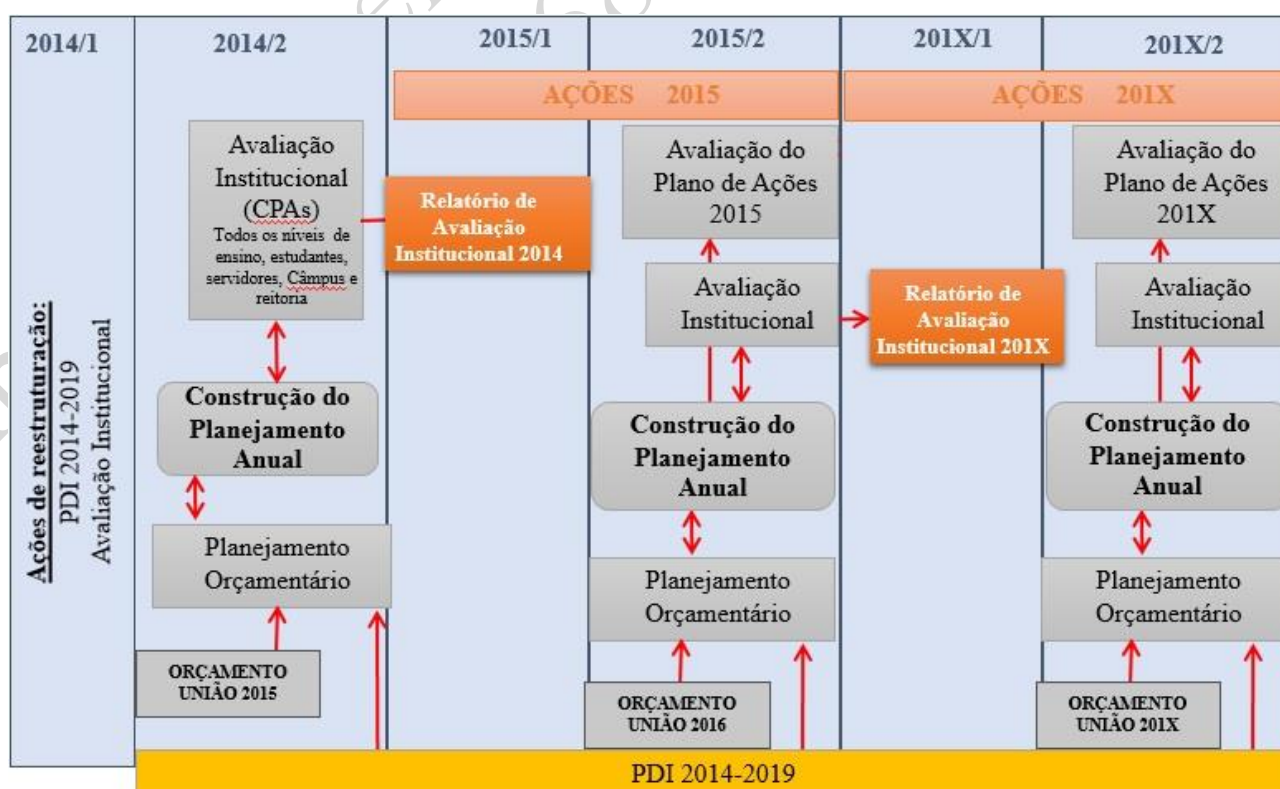 2014/1
2014/2
2015/1
2015/2
201X/1
201X/2
AÇÕES 2015
AÇÕES 201X
Ações de reestruturação:
PDI 2014-2019
Avaliação Institucional
Avaliação
Institucional
(CPAs)
Todos os níveis de
ensino, estudantes,
servidores, Câmpus e
reitoria
Construção do
Planejamento
Anual
Planejamento
Orçamentário
ORÇAMENTO
UNIÃO 2015
Relatório de
Avaliação
Institucional 2014
Avaliação do
Plano de Ações
2015
Avaliação
Institucional
Construção do
Planejamento
Anual
Planejamento
Orçamentário
ORÇAMENTO
UNIÃO 2016
Relatório de
Avaliação
Institucional 201X
Avaliação do
Plano de Ações
201X
Avaliação
Institucional
Construção do
Planejamento
Anual
Planejamento
Orçamentário
ORÇAMENTO
UNIÃO 201X
PDI 2014-2019